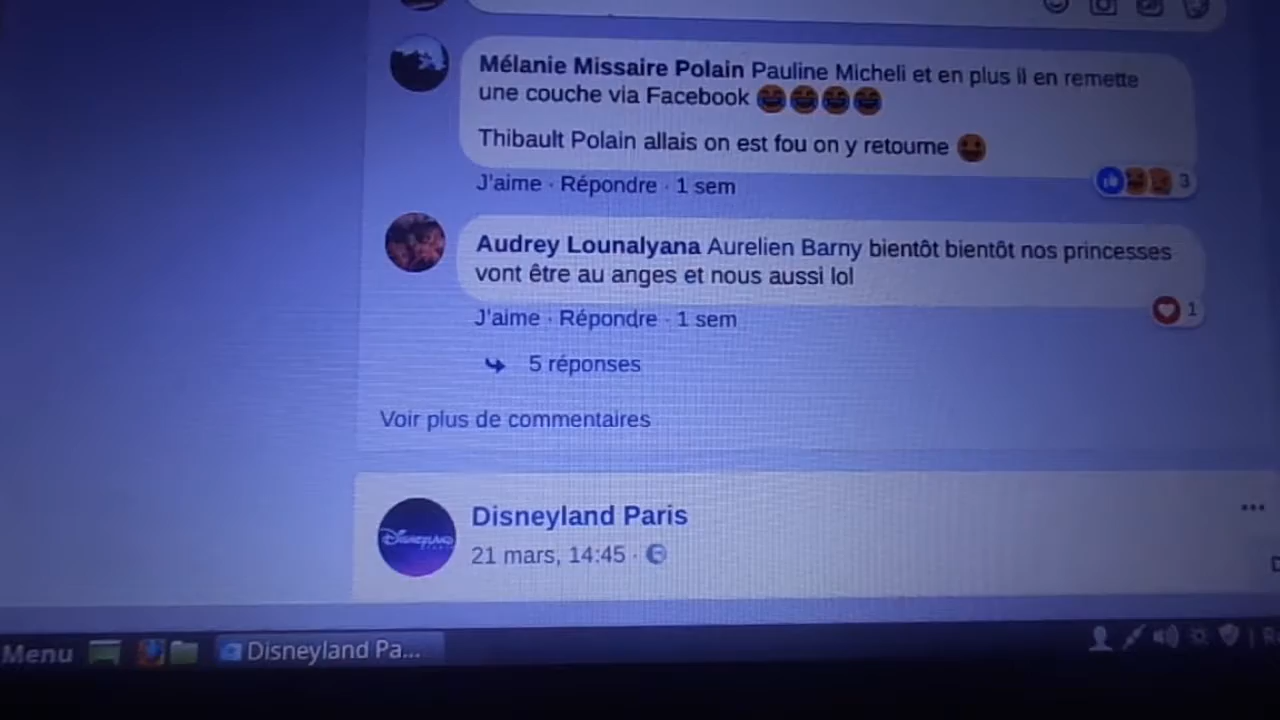 Mélanie Missaire Polain Pauline Micheli et en plus il en remette
une couche via Facebook
Thibault Polain allais on est fou on y retourne
J'aime · Répondre · 1 sem
3
Audrey Lounalyana Aurelien Barny bientôt bientôt nos princesses
vont être au anges et nous aussi lol
J'aime · Répondre · 1 sem
1
5 réponses
Voir plus de commentaires
Disneyland Paris
DISNEYLAND
21 mars, 14:45 ·
Menu
Disneyland Pa...